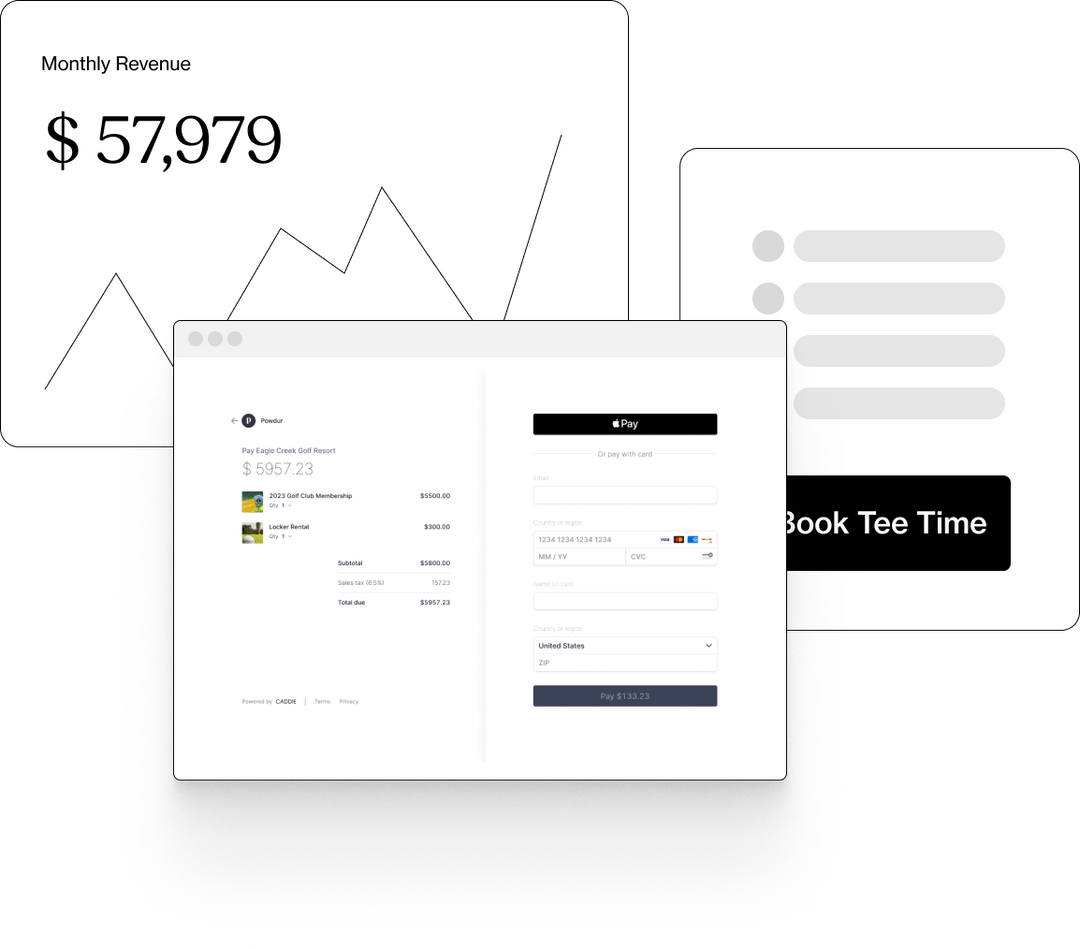 Monthly Revenue
$ 57,979
P Powdur
Pay Eagle Creek Golf Resort
$ 5957.23
2023 Golf Club Membership $5500.00
Qty 1
Locker Rental $300.00
Qty 1
Subtotal $5800.00
Sales tax (6.5%) 157.23
Total due $5957.23
Powered by CADDIE Terms Privacy
Pay
Or pay with card
Email
Country or region
1234 1234 1234 1234 VISA
MM / YY CVC
Name on card
Country or region
United States
ZIP
Pay $133.23
Book Tee Time